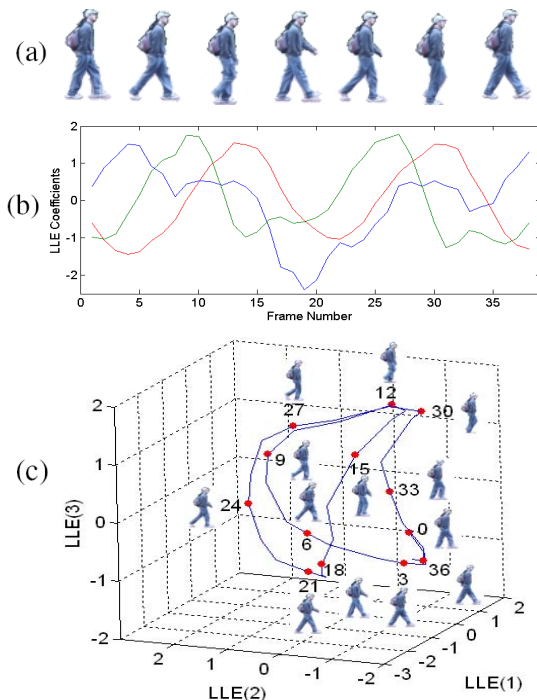 (a)
(b)
LLE Coefficients
2
1
0
-1
-2
0 5 10 15 20 25 30 35
Frame Number
(c)
LLE(3)
2
1
0
-1
-2
12
27
30
9
15
24
33
0
6
18
21
3
36
2 1 0 -1 -2
LLE(2)
-3 -2 -1 0 1 2
LLE(1)